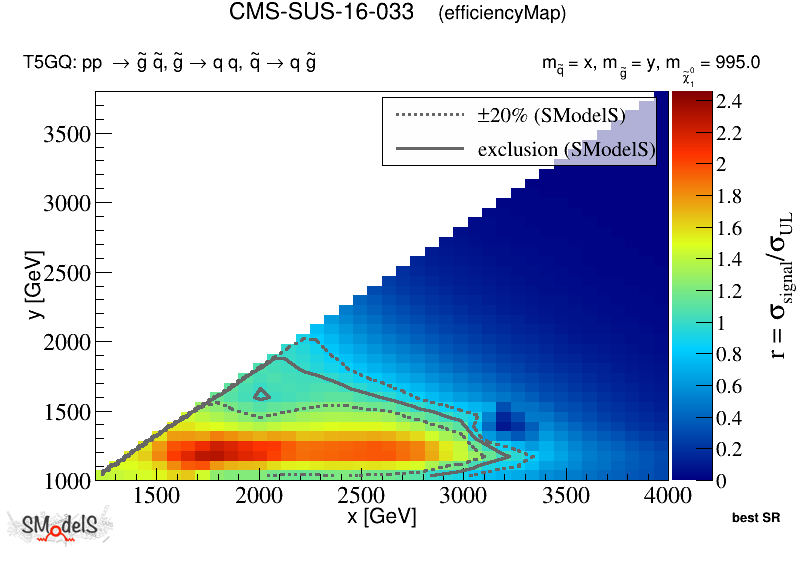 CMS-SUS-16-033 (efficiencyMap)
T5GQ: pp → g̃ q̃, g̃ → q q, q̃ → q g̃ m_q̃ = x, m_g̃ = y, m_χ̃₁⁰ = 995.0
±20% (SModelS)
exclusion (SModelS)
3500
3000
2500
2000
1500
1000
y [GeV]
1500 2000 2500 3000 3500 4000
x [GeV]
2.4
2.2
2
1.8
1.6
1.4
1.2
1
0.8
0.6
0.4
0.2
0
r = σ_signal/σ_UL
SModelS
best SR